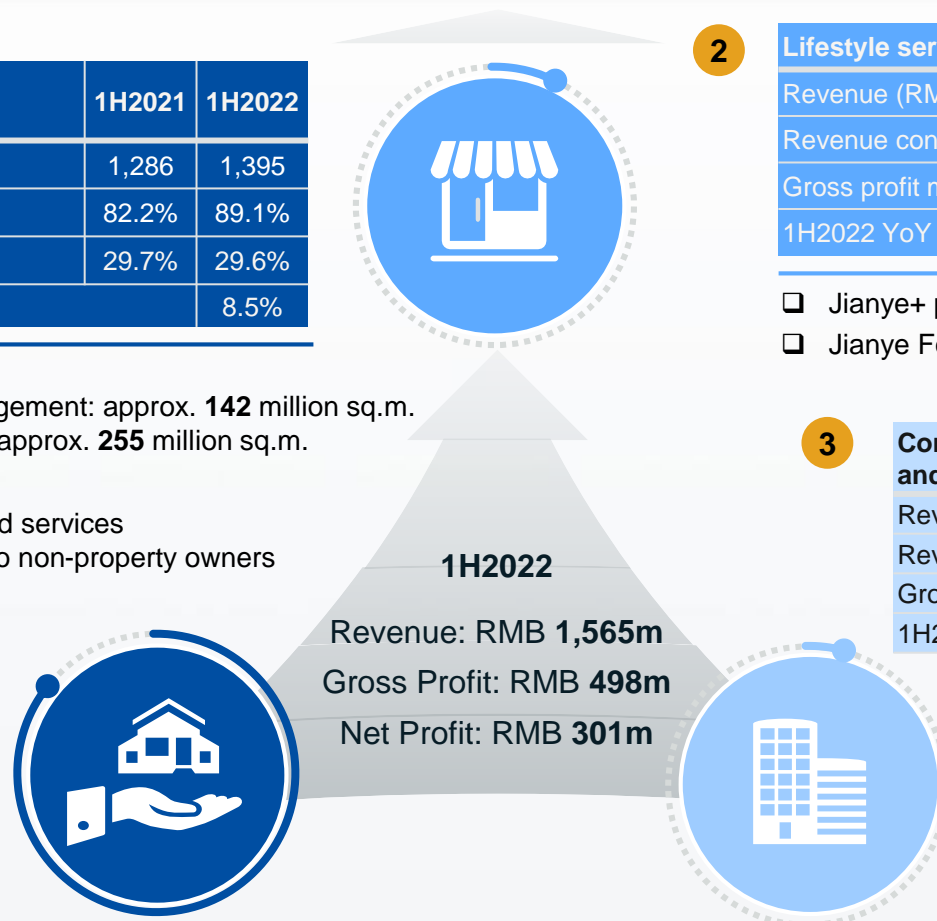 1H2021 1H2022
1,286 1,395
82.2% 89.1%
29.7% 29.6%
8.5%
gement: approx. 142 million sq.m.
approx. 255 million sq.m.
d services
o non-property owners
2
Lifestyle ser
Revenue (RM
Revenue con
Gross profit m
1H2022 YoY
❑ Jianye+ p
❑ Jianye Fo
3
Cor
and
Rev
Rev
Gro
1H2
1H2022
Revenue: RMB 1,565m
Gross Profit: RMB 498m
Net Profit: RMB 301m